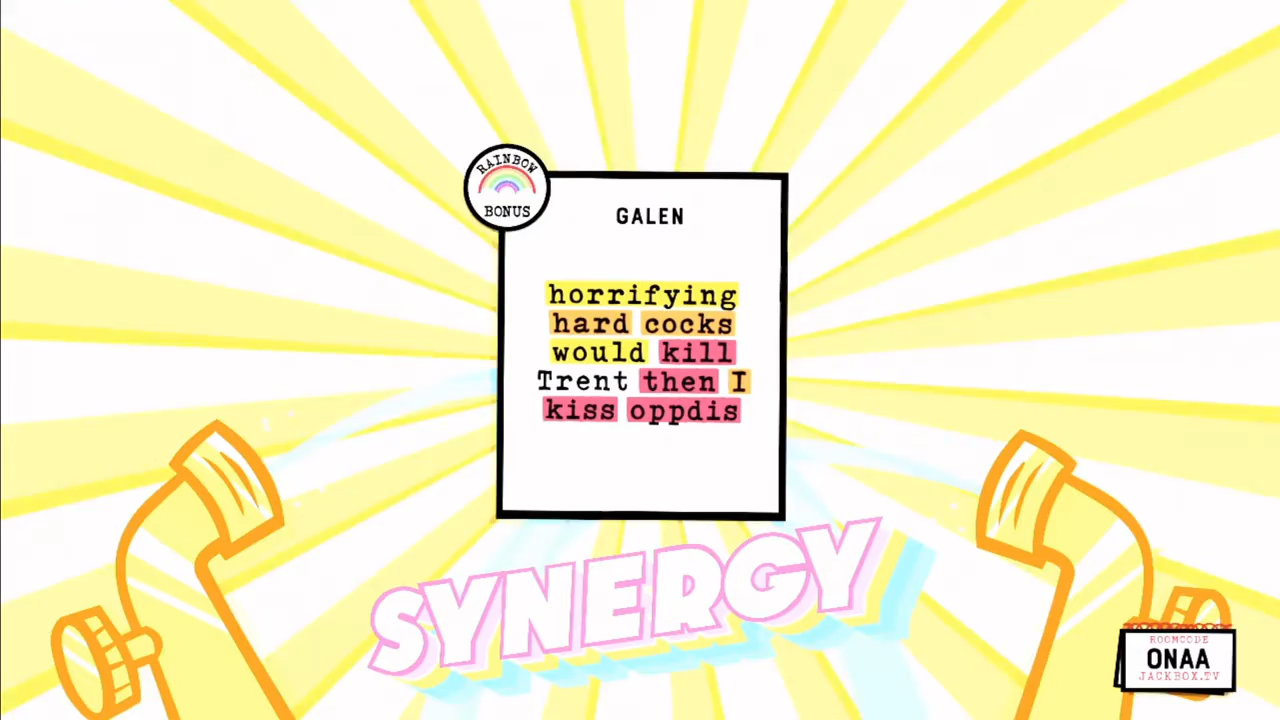 RAINBOW
BONUS
GALEN
horrifying
hard cocks
would kill
Trent then I
kiss oppdis
SYNERGY
ROOMCODE
ONAA
JACKBOX.TV